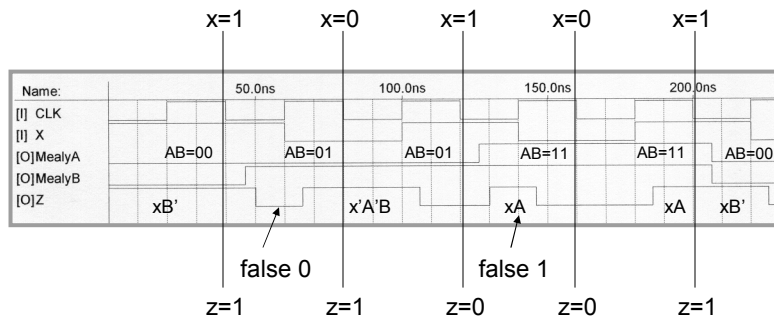 x=1 x=0 x=1 x=0 x=1
Name: 50.0ns 100.0ns 150.0ns 200.0ns
[I] CLK
[I] X
AB=00 AB=01 AB=01 AB=11 AB=11 AB=00
[O]MealyA
[O]MealyB
[O]Z
xB' x'A'B xA xA xB'
false 0 false 1
z=1 z=1 z=0 z=0 z=1